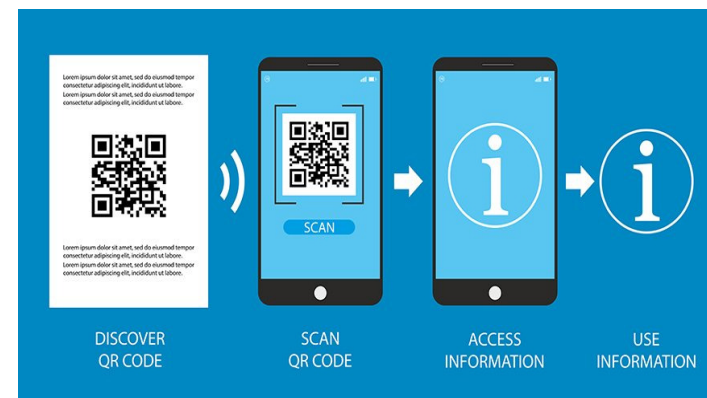 Lorem ipsum dolor sit amet, sed do eiusmod tempor
consectetur adipiscing elit, incididunt ut labore.
Lorem ipsum dolor sit amet, sed do eiusmod tempor
consectetur adipiscing elit, incididunt ut labore.
Lorem ipsum dolor sit amet, sed do eiusmod tempor
consectetur adipiscing elit, incididunt ut labore.
Lorem ipsum dolor sit amet, sed do eiusmod tempor
consectetur adipiscing elit, incididunt ut labore.
DISCOVER
QR CODE
SCAN
SCAN
QR CODE
i
ACCESS
INFORMATION
i
USE
INFORMATION